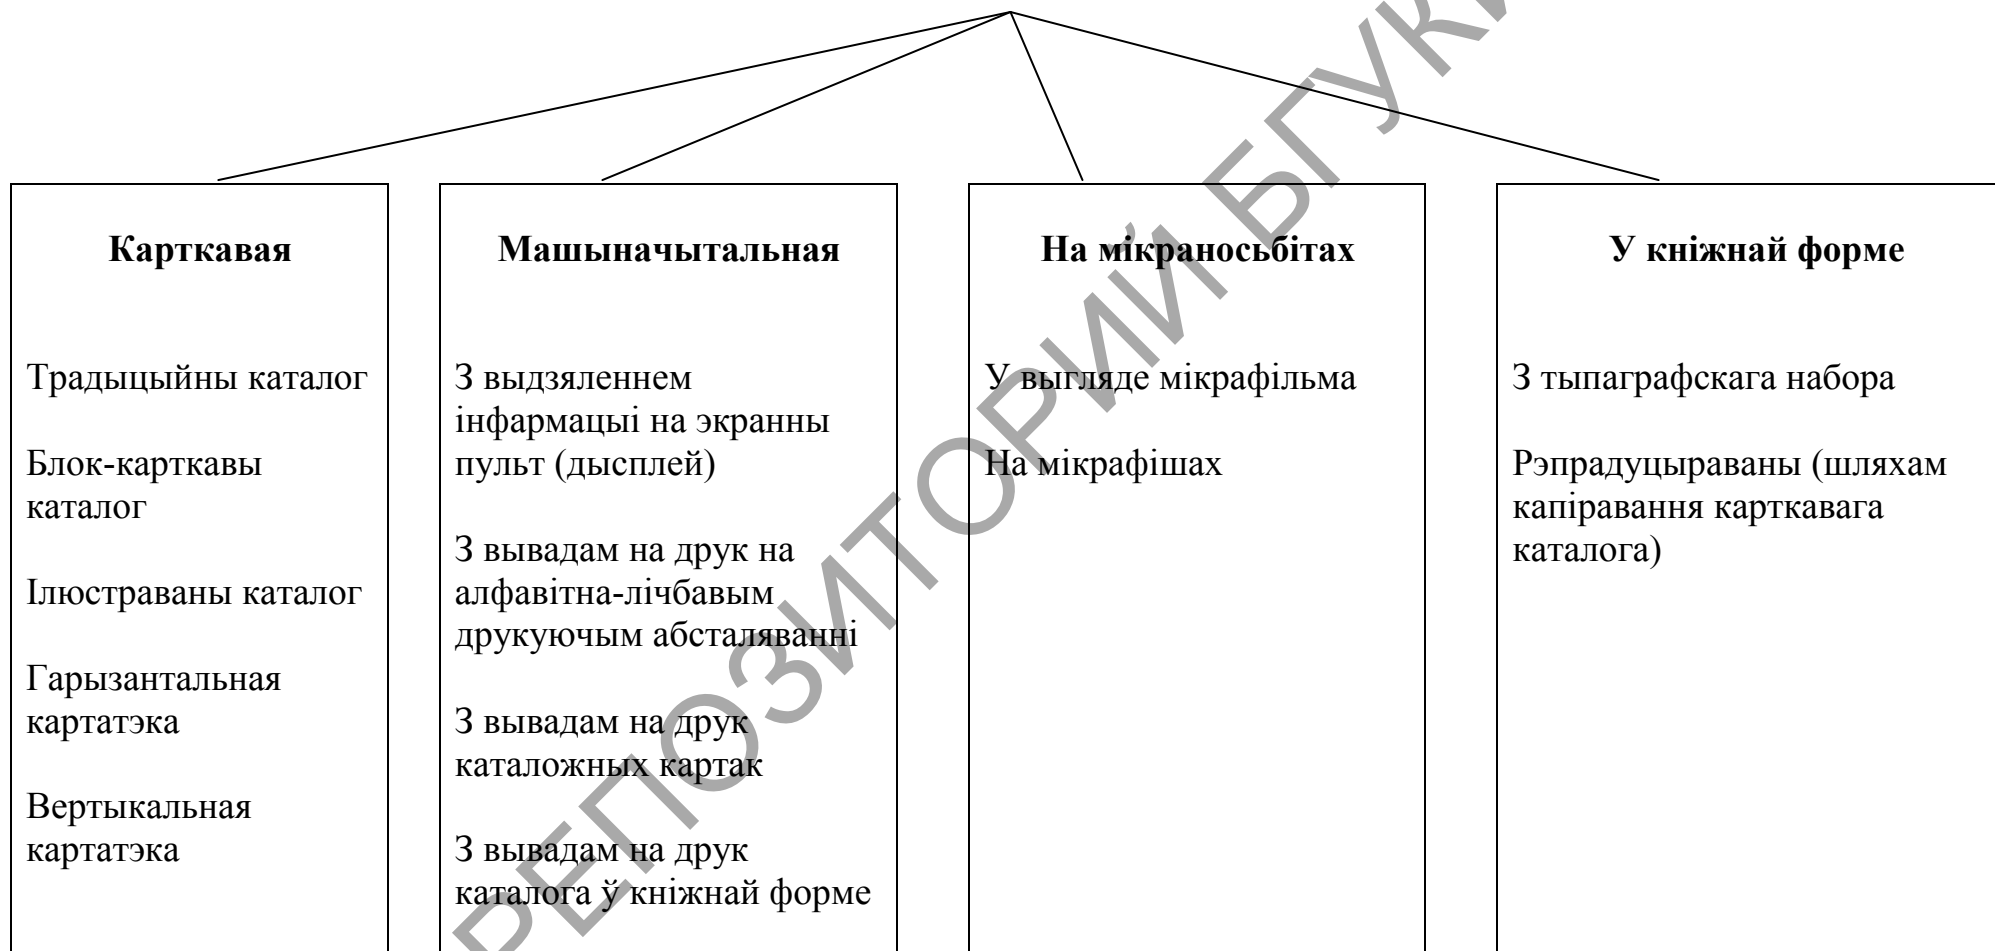 Карткавая
Традыцыйны каталог
Блок-карткавы
каталог
Ілюстраваны каталог
Гарызантальная
картатэка
Вертыкальная
картатэка
Машыначытальная
З выдзяленнем
інфармацыі на экранны
пульт (дысплей)
З вывадам на друк на
алфавітна-лічбавым
друкуючым абсталяванні
З вывадам на друк
каталожных картак
З вывадам на друк
каталога ў кніжнай форме
На мікраносьбітах
У выглядзе мікрафільма
На мікрафішах
У кніжнай форме
З тыпаграфскага набора
Рэпрадуцыраваны (шляхам
капіравання карткавага
каталога)
РЕПОЗИТОРИЙ БГУКИ